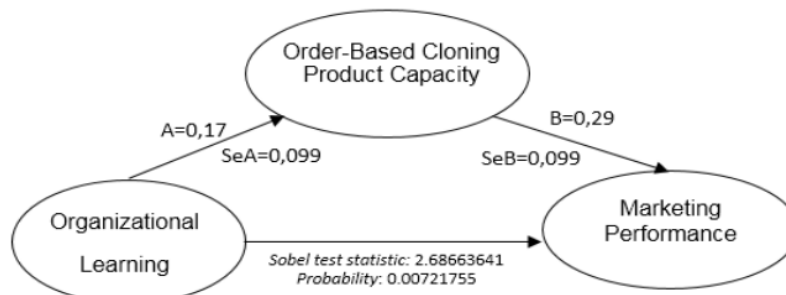 Order-Based Cloning
Product Capacity
A=0,17
B=0,29
SeA=0,099
SeB=0,099
Organizational
Learning
Marketing
Performance
Sobel test statistic: 2.68663641
Probability: 0.00721755